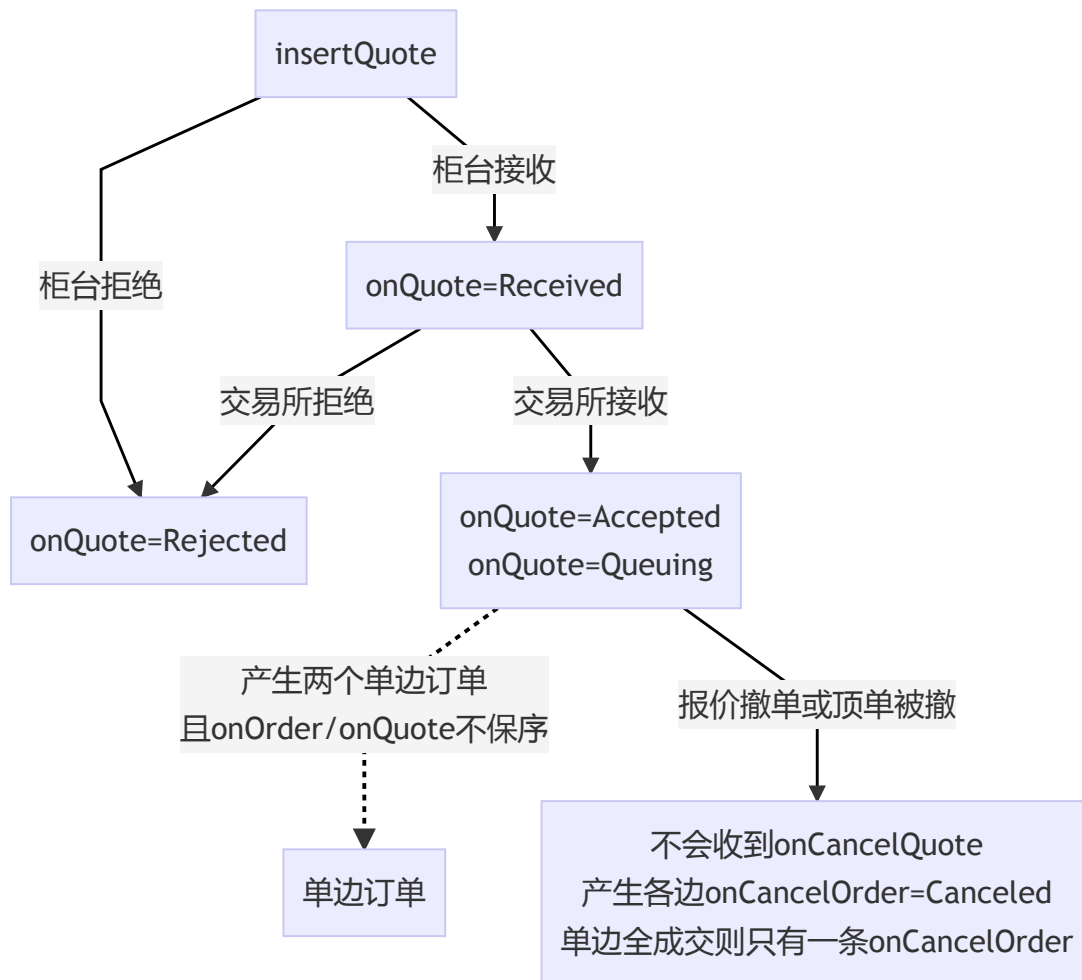 insertQuote
柜台接收
柜台拒绝
onQuote=Received
交易所拒绝
交易所接收
onQuote=Rejected
onQuote=Accepted
onQuote=Queuing
产生两个单边订单
且onOrder/onQuote不保序
报价撤单或顶单被撤
单边订单
不会收到onCancelQuote
产生各边onCancelOrder=Canceled
单边全成交则只有一条onCancelOrder